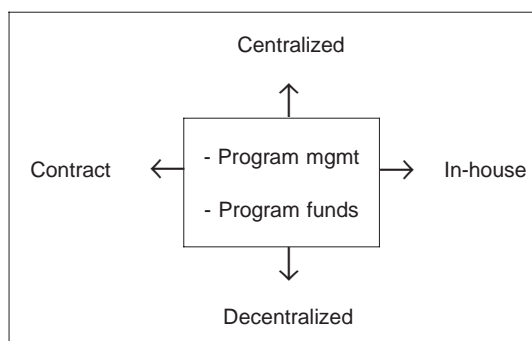 Centralized
- Program mgmt
Contract
In-house
- Program funds
Decentralized